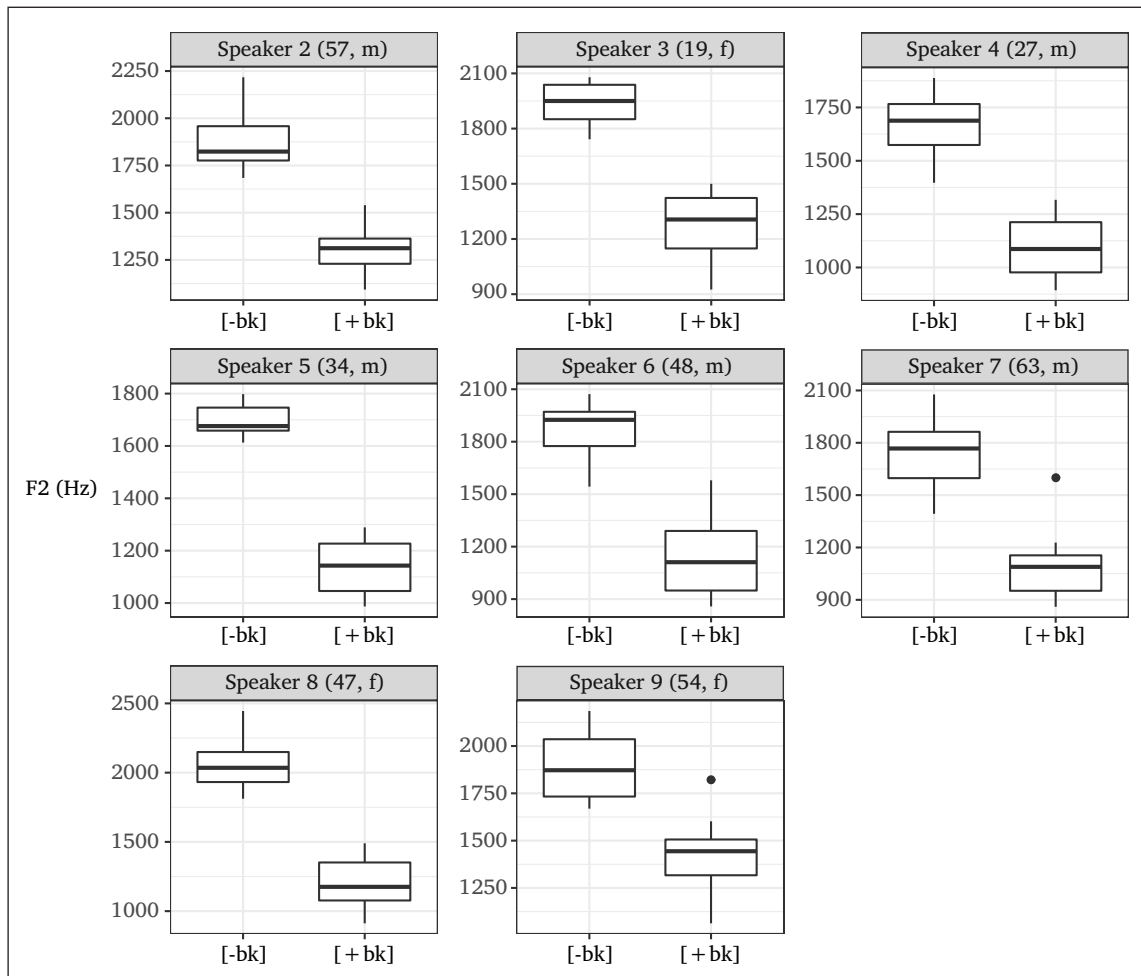 Speaker 2 (57, m)
2250
2000
1750
1500
1250
[-bk] [+bk]
Speaker 3 (19, f)
2100
1800
1500
1200
900
[-bk] [+bk]
Speaker 4 (27, m)
1750
1500
1250
1000
[-bk] [+bk]
F2 (Hz)
Speaker 5 (34, m)
1800
1600
1400
1200
1000
[-bk] [+bk]
Speaker 6 (48, m)
2100
1800
1500
1200
900
[-bk] [+bk]
Speaker 7 (63, m)
2100
1800
1500
1200
900
[-bk] [+bk]
Speaker 8 (47, f)
2500
2000
1500
1000
[-bk] [+bk]
Speaker 9 (54, f)
2000
1750
1500
1250
[-bk] [+bk]